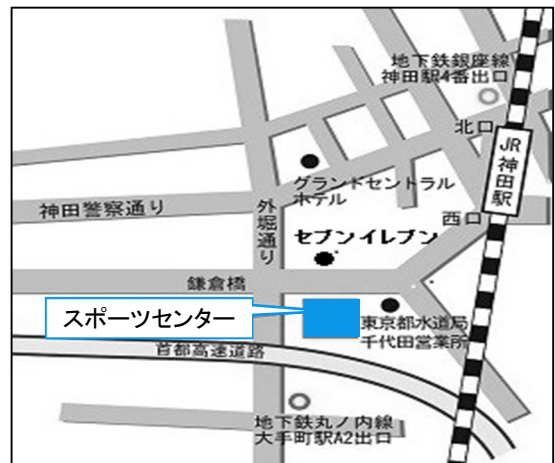 地下鉄銀座線
神田駅4番出口
北口
JR神田駅
グランドセントラル
ホテル
神田警察通り
外堀通り
西口
セブンイレブン
鎌倉橋
スポーツセンター
東京都水道局
千代田営業所
首都高速道路
地下鉄丸ノ内線
大手町駅A2出口